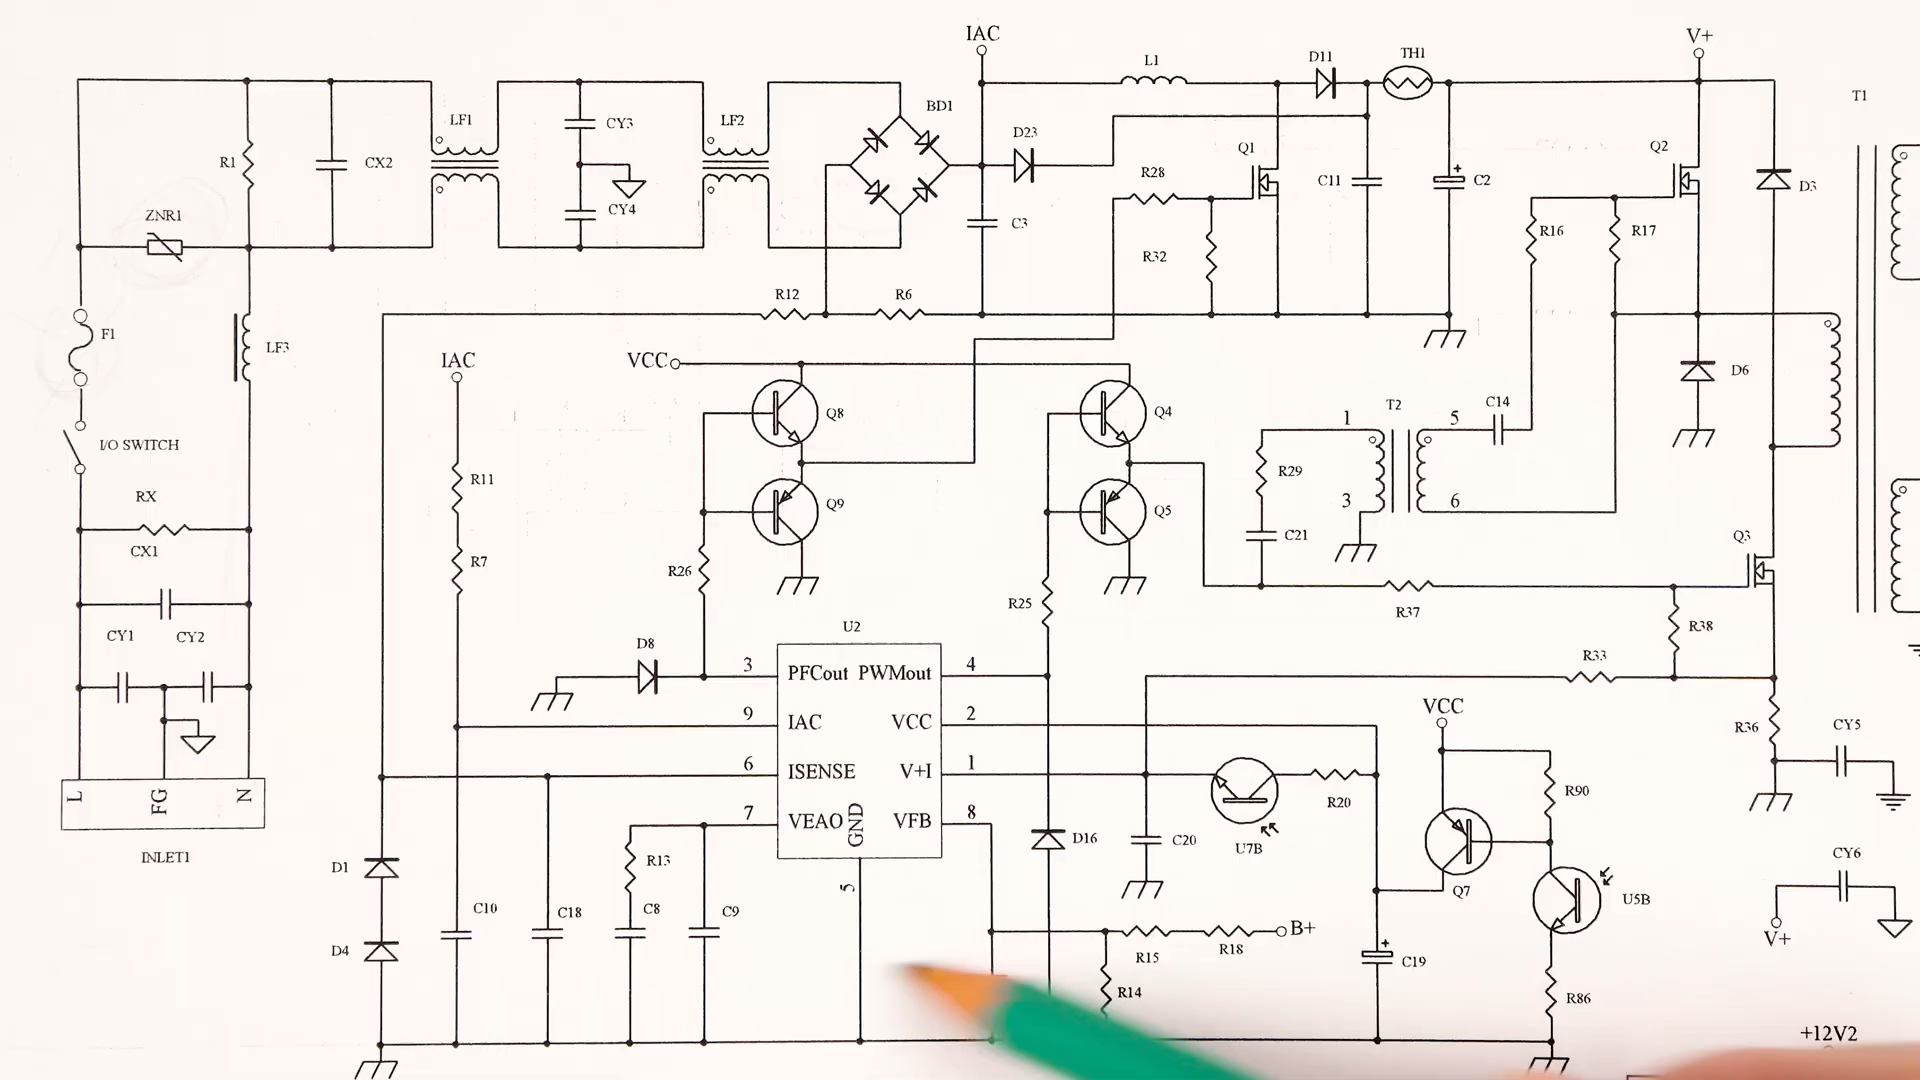 IAC
V+
L1
D11
TH1
T1
BD1
LF1
CY3
LF2
D23
Q1
Q2
R1
CX2
R28
C11
C2
D3
CY4
ZNR1
C3
R32
R16
R17
R12
R6
F1
LF3
IAC
VCC
D6
Q8
Q4
1
T2
5
C14
I/O SWITCH
R11
R29
RX
Q9
Q5
3
6
C21
Q3
CX1
R7
R26
R25
R37
CY1
CY2
U2
R38
D8
R33
3
PFCout
PWMout
4
9
IAC
VCC
2
VCC
R36
CY5
6
ISENSE
V+I
1
L
FG
N
R20
R90
7
VEAO
GND
VFB
8
D16
C20
U7B
INLET1
D1
R13
5
CY6
Q7
U5B
C10
C18
C8
C9
B+
V+
D4
R15
R18
C19
R14
R86
+12V2